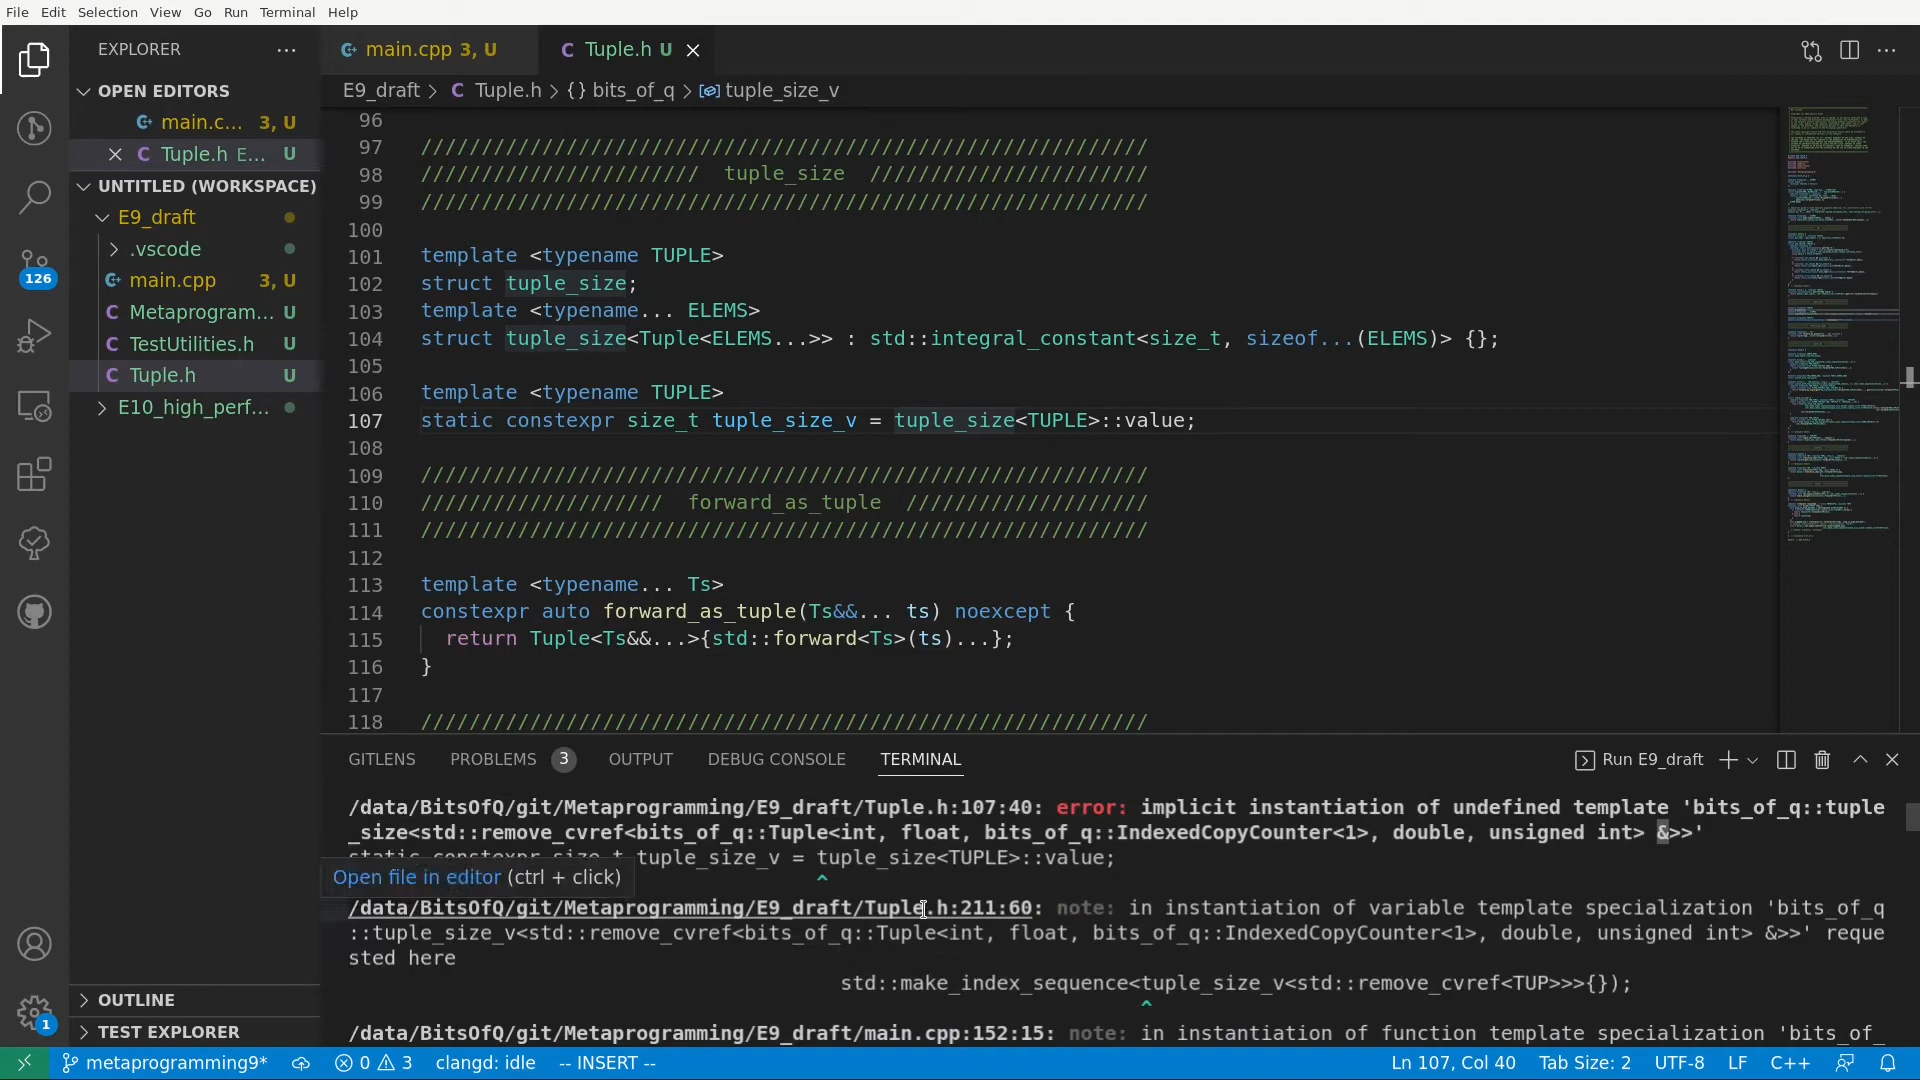 File Edit Selection View Go Run Terminal Help
EXPLORER
main.cpp 3, U
Tuple.h U
OPEN EDITORS
main.c... 3, U
Tuple.h E... U
UNTITLED (WORKSPACE)
E9_draft
.vscode
main.cpp 3, U
Metaprogram... U
TestUtilities.h U
Tuple.h U
E10_high_perf...
126
1
OUTLINE
TEST EXPLORER
E9_draft > Tuple.h > {} bits_of_q > tuple_size_v
96
97 ////////////////////////////////////////////////////////////
98 /////////////////////// tuple_size ///////////////////////
99 ////////////////////////////////////////////////////////////
100
101 template <typename TUPLE>
102 struct tuple_size;
103 template <typename... ELEMS>
104 struct tuple_size<Tuple<ELEMS...>> : std::integral_constant<size_t, sizeof...(ELEMS)> {};
105
106 template <typename TUPLE>
107 static constexpr size_t tuple_size_v = tuple_size<TUPLE>::value;
108
109 ////////////////////////////////////////////////////////////
110 //////////////////// forward_as_tuple ////////////////////
111 ////////////////////////////////////////////////////////////
112
113 template <typename... Ts>
114 constexpr auto forward_as_tuple(Ts&&... ts) noexcept {
115 return Tuple<Ts&&...>{std::forward<Ts>(ts)...};
116 }
117
118 ////////////////////////////////////////////////////////////
GITLENS PROBLEMS 3 OUTPUT DEBUG CONSOLE TERMINAL
Run E9_draft
/data/BitsOfQ/git/Metaprogramming/E9_draft/Tuple.h:107:40: error: implicit instantiation of undefined template 'bits_of_q::tuple
_size<std::remove_cvref<bits_of_q::Tuple<int, float, bits_of_q::IndexedCopyCounter<1>, double, unsigned int> &>>'
static constexpr size_t tuple_size_v = tuple_size<TUPLE>::value;
^
Open file in editor (ctrl + click)
/data/BitsOfQ/git/Metaprogramming/E9_draft/Tuple.h:211:60: note: in instantiation of variable template specialization 'bits_of_q
::tuple_size_v<std::remove_cvref<bits_of_q::Tuple<int, float, bits_of_q::IndexedCopyCounter<1>, double, unsigned int> &>>' reque
sted here
std::make_index_sequence<tuple_size_v<std::remove_cvref<TUP>>>{});
^
/data/BitsOfQ/git/Metaprogramming/E9_draft/main.cpp:152:15: note: in instantiation of function template specialization 'bits_of_
metaprogramming9* 0 3 clangd: idle -- INSERT -- Ln 107, Col 40 Tab Size: 2 UTF-8 LF C++